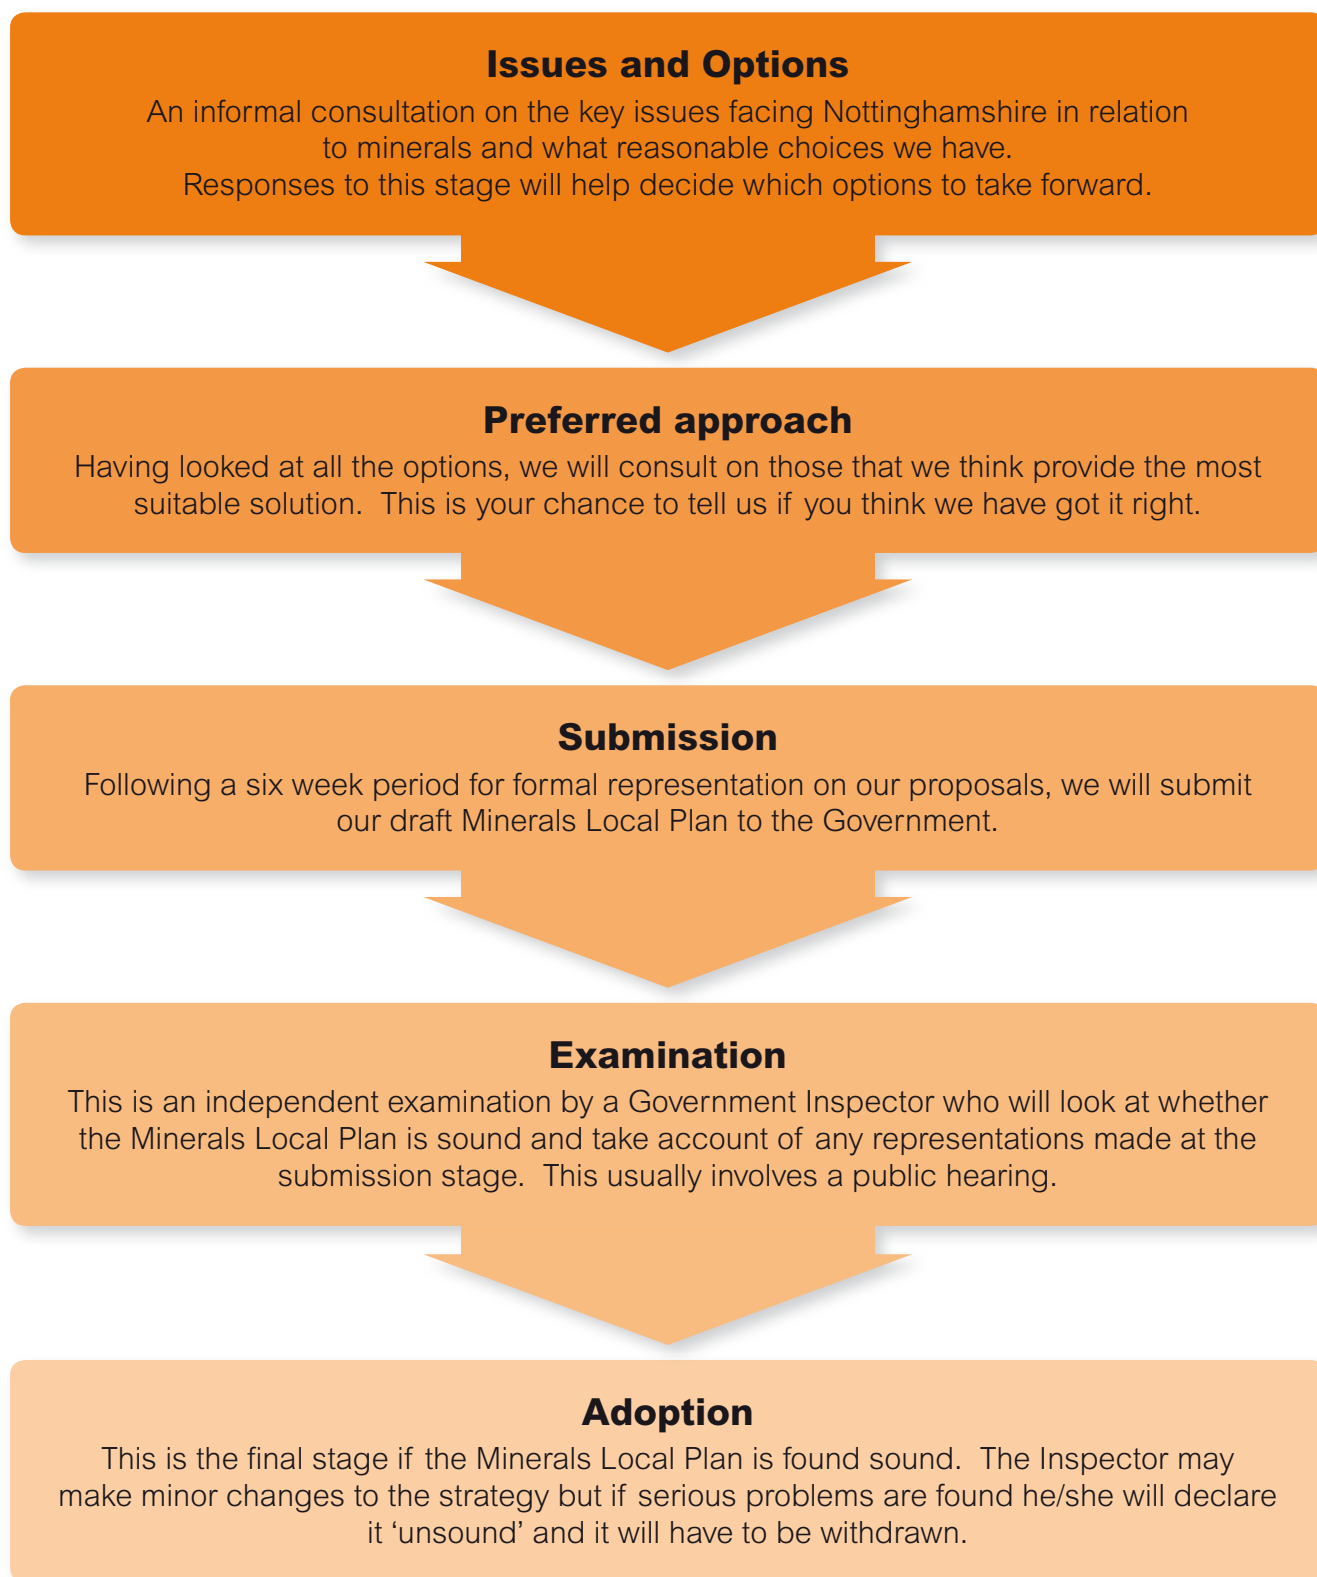 Issues and Options
An informal consultation on the key issues facing Nottinghamshire in relation
to minerals and what reasonable choices we have.
Responses to this stage will help decide which options to take forward.
Preferred approach
Having looked at all the options, we will consult on those that we think provide the most
suitable solution.  This is your chance to tell us if you think we have got it right.
Submission
Following a six week period for formal representation on our proposals, we will submit
our draft Minerals Local Plan to the Government.
Examination
This is an independent examination by a Government Inspector who will look at whether
the Minerals Local Plan is sound and take account of any representations made at the
submission stage.  This usually involves a public hearing.
Adoption
This is the final stage if the Minerals Local Plan is found sound.  The Inspector may
make minor changes to the strategy but if serious problems are found he/she will declare
it ‘unsound’ and it will have to be withdrawn.